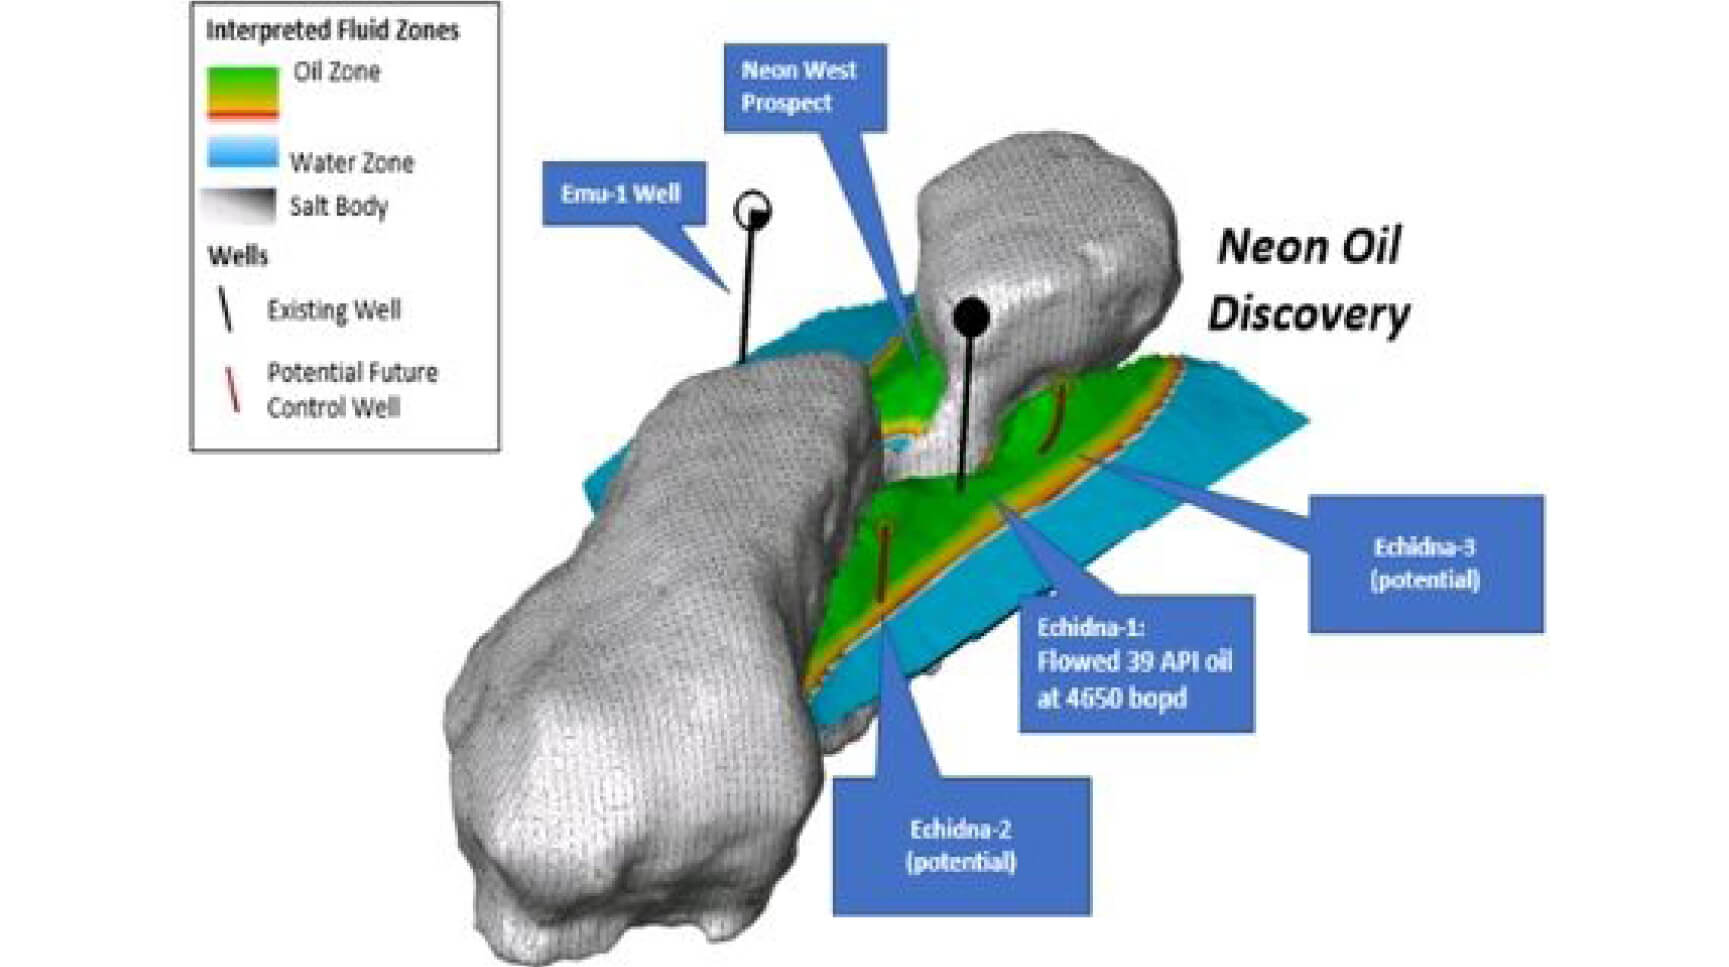 Interpreted Fluid Zones
Oil Zone
Water Zone
Salt Body
Wells
Existing Well
Potential Future
Control Well
Neon West
Prospect
Emu-1 Well
Neon Oil
Discovery
Echidna-3
(potential)
Echidna-1:
Flowed 39 API oil
at 4650 bopd
Echidna-2
(potential)